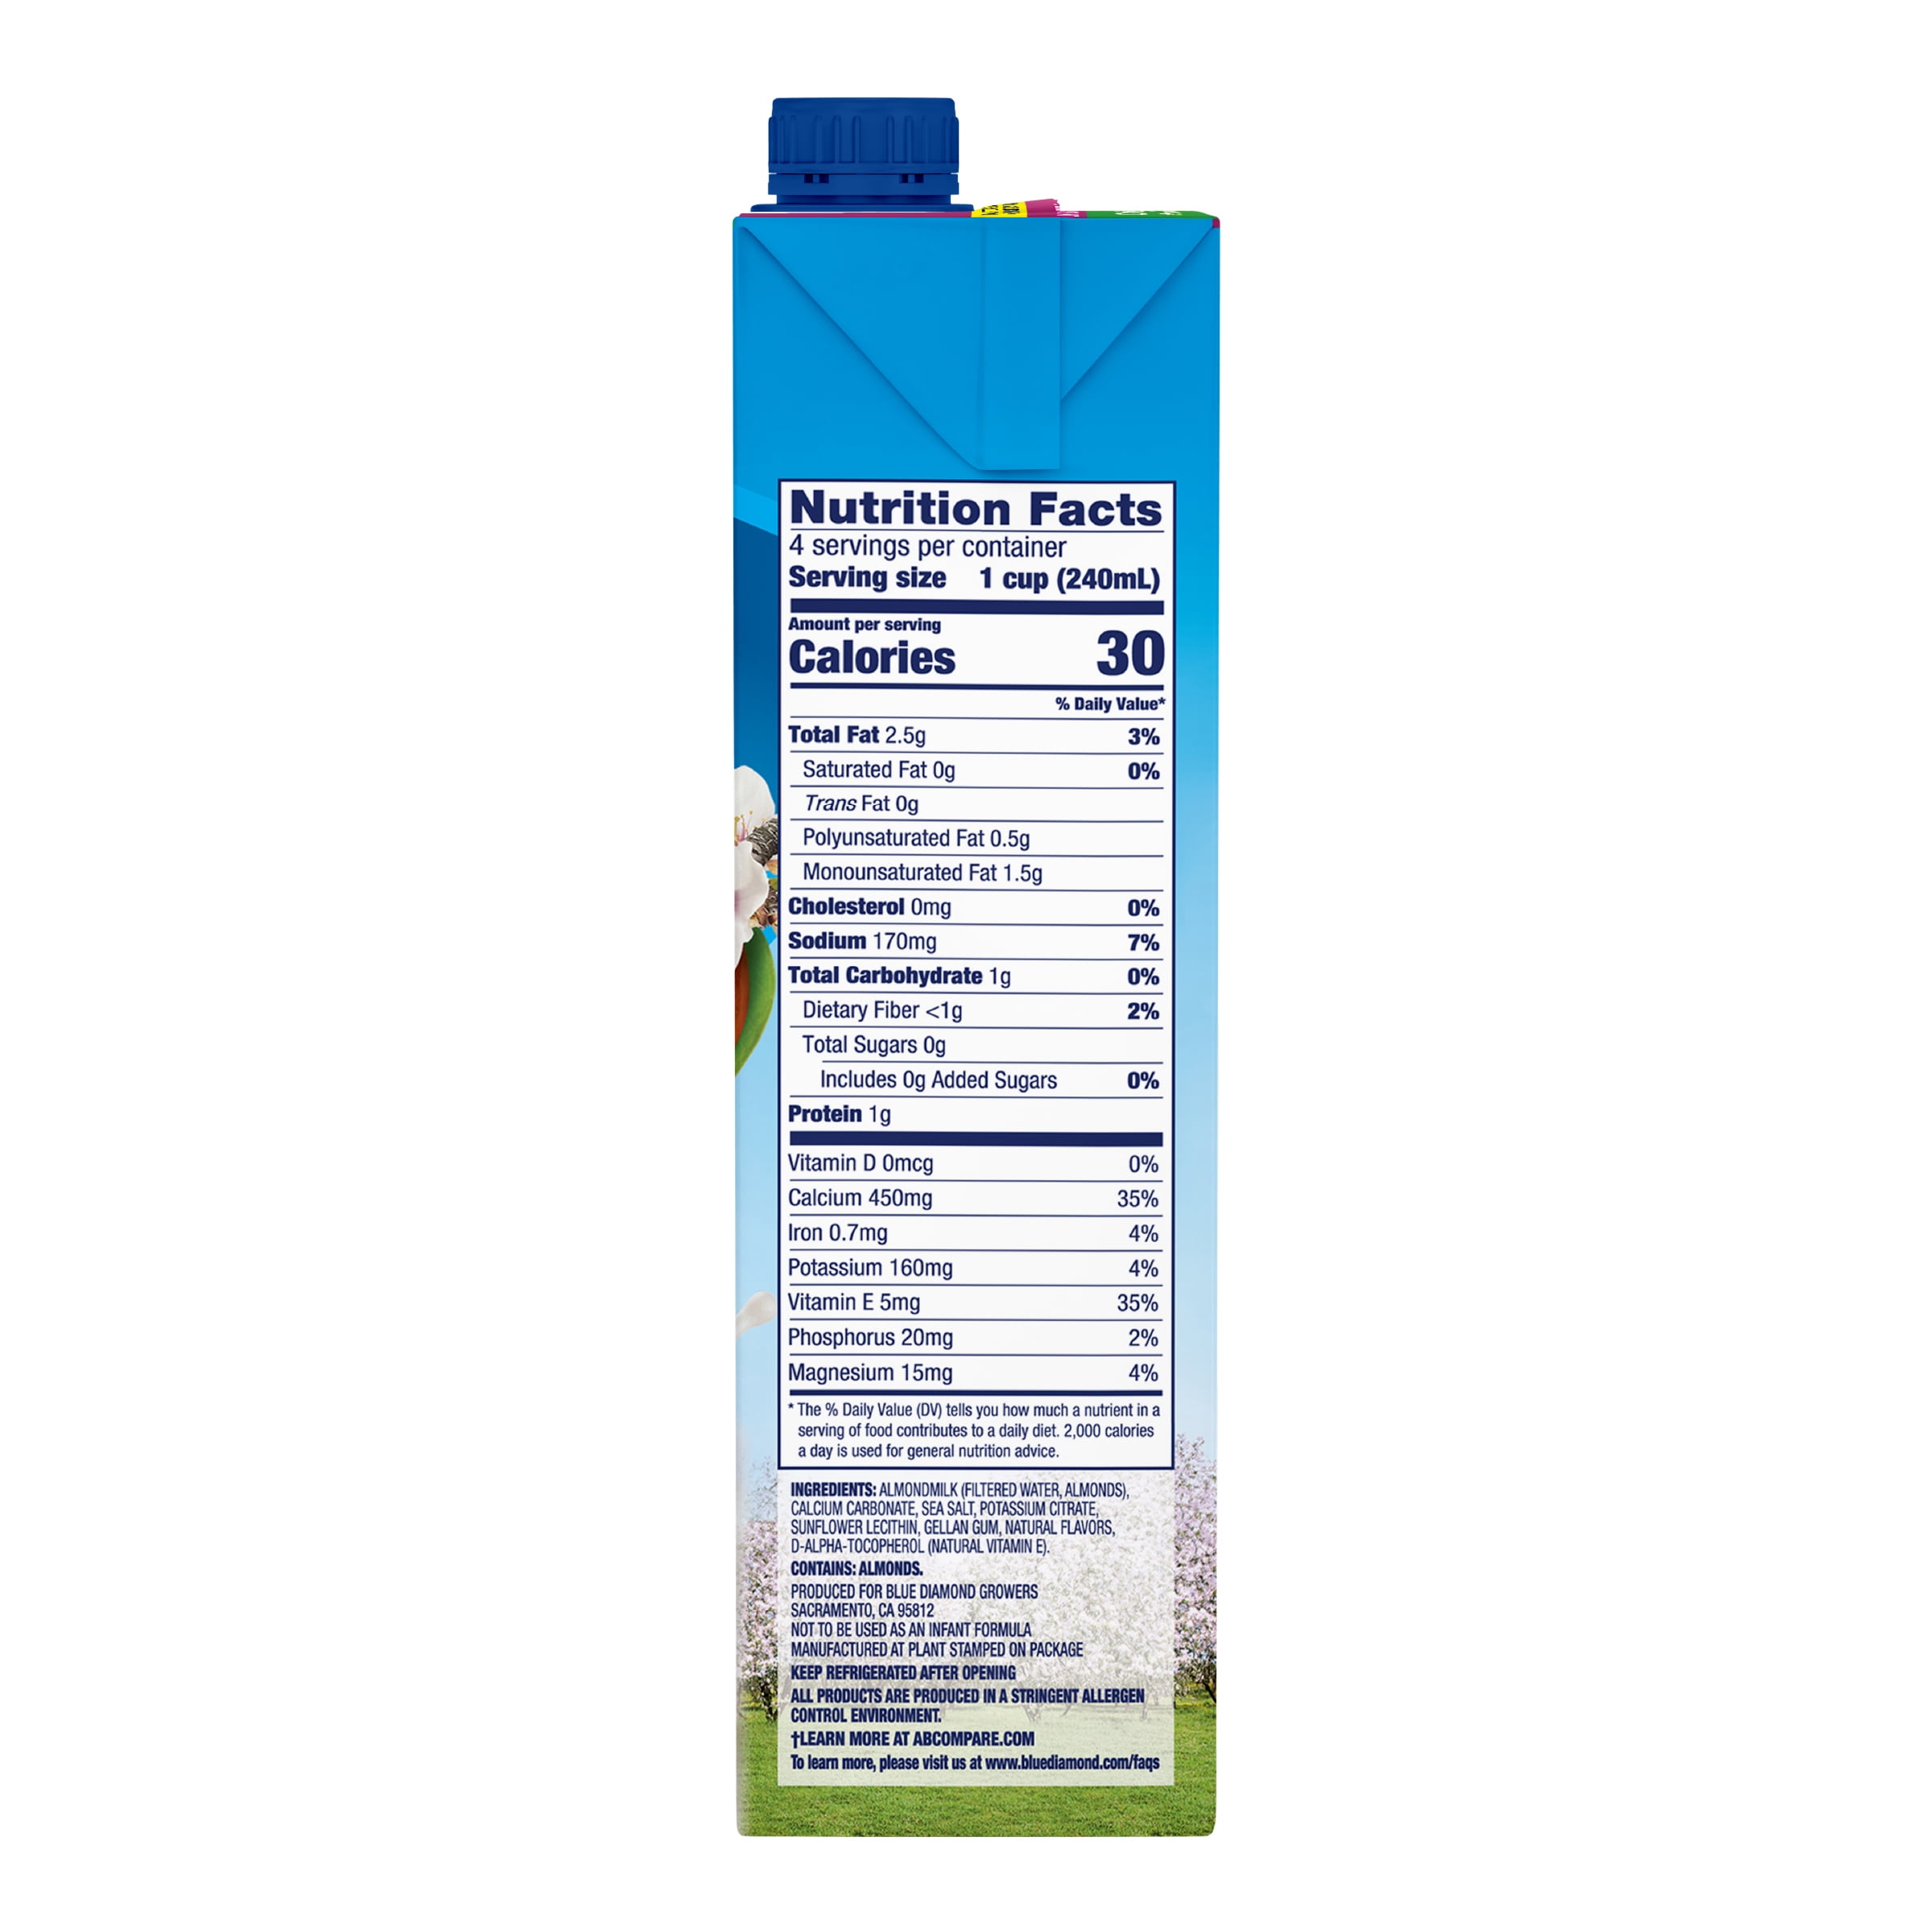 Nutrition Facts
4 servings per container
Serving size 1 cup (240mL)
Amount per serving
Calories 30
% Daily Value*
Total Fat 2.5g 3%
Saturated Fat 0g 0%
Trans Fat 0g
Polyunsaturated Fat 0.5g
Monounsaturated Fat 1.5g
Cholesterol 0mg 0%
Sodium 170mg 7%
Total Carbohydrate 1g 0%
Dietary Fiber <1g 2%
Total Sugars 0g
Includes 0g Added Sugars 0%
Protein 1g
Vitamin D 0mcg 0%
Calcium 450mg 35%
Iron 0.7mg 4%
Potassium 160mg 4%
Vitamin E 5mg 35%
Phosphorus 20mg 2%
Magnesium 15mg 4%
* The % Daily Value (DV) tells you how much a nutrient in a
serving of food contributes to a daily diet. 2,000 calories
a day is used for general nutrition advice.
INGREDIENTS: ALMONDMILK (FILTERED WATER, ALMONDS),
CALCIUM CARBONATE, SEA SALT, POTASSIUM CITRATE,
SUNFLOWER LECITHIN, GELLAN GUM, NATURAL FLAVORS,
D-ALPHA-TOCOPHEROL (NATURAL VITAMIN E).
CONTAINS: ALMONDS.
PRODUCED FOR BLUE DIAMOND GROWERS
SACRAMENTO, CA 95812
NOT TO BE USED AS AN INFANT FORMULA
MANUFACTURED AT PLANT STAMPED ON PACKAGE
KEEP REFRIGERATED AFTER OPENING
ALL PRODUCTS ARE PRODUCED IN A STRINGENT ALLERGEN
CONTROL ENVIRONMENT.
†LEARN MORE AT ABCOMPARE.COM
To learn more, please visit us at www.bluediamond.com/faqs